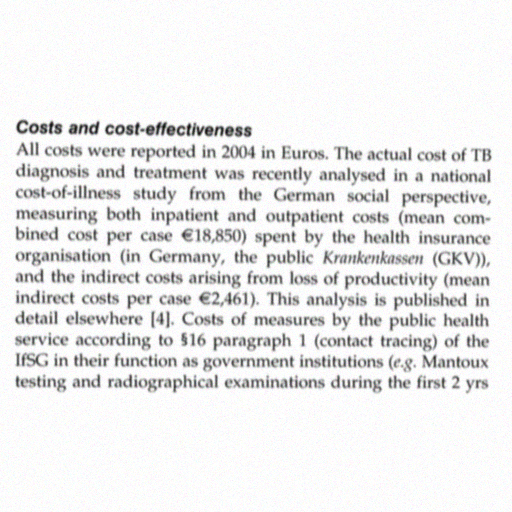 Costs and cost-effectiveness
All costs were reported in 2004 in Euros. The actual cost of TB
diagnosis and treatment was recently analysed in a national
cost-of-illness study from the German social perspective,
measuring both inpatient and outpatient costs (mean com-
bined cost per case €18,850) spent by the health insurance
organisation (in Germany, the public Krankenkassen (GKV)),
and the indirect costs arising from loss of productivity (mean
indirect costs per case €2,461). This analysis is published in
detail elsewhere [4]. Costs of measures by the public health
service according to §16 paragraph 1 (contact tracing) of the
IfSG in their function as government institutions (e.g. Mantoux
testing and radiographical examinations during the first 2 yrs